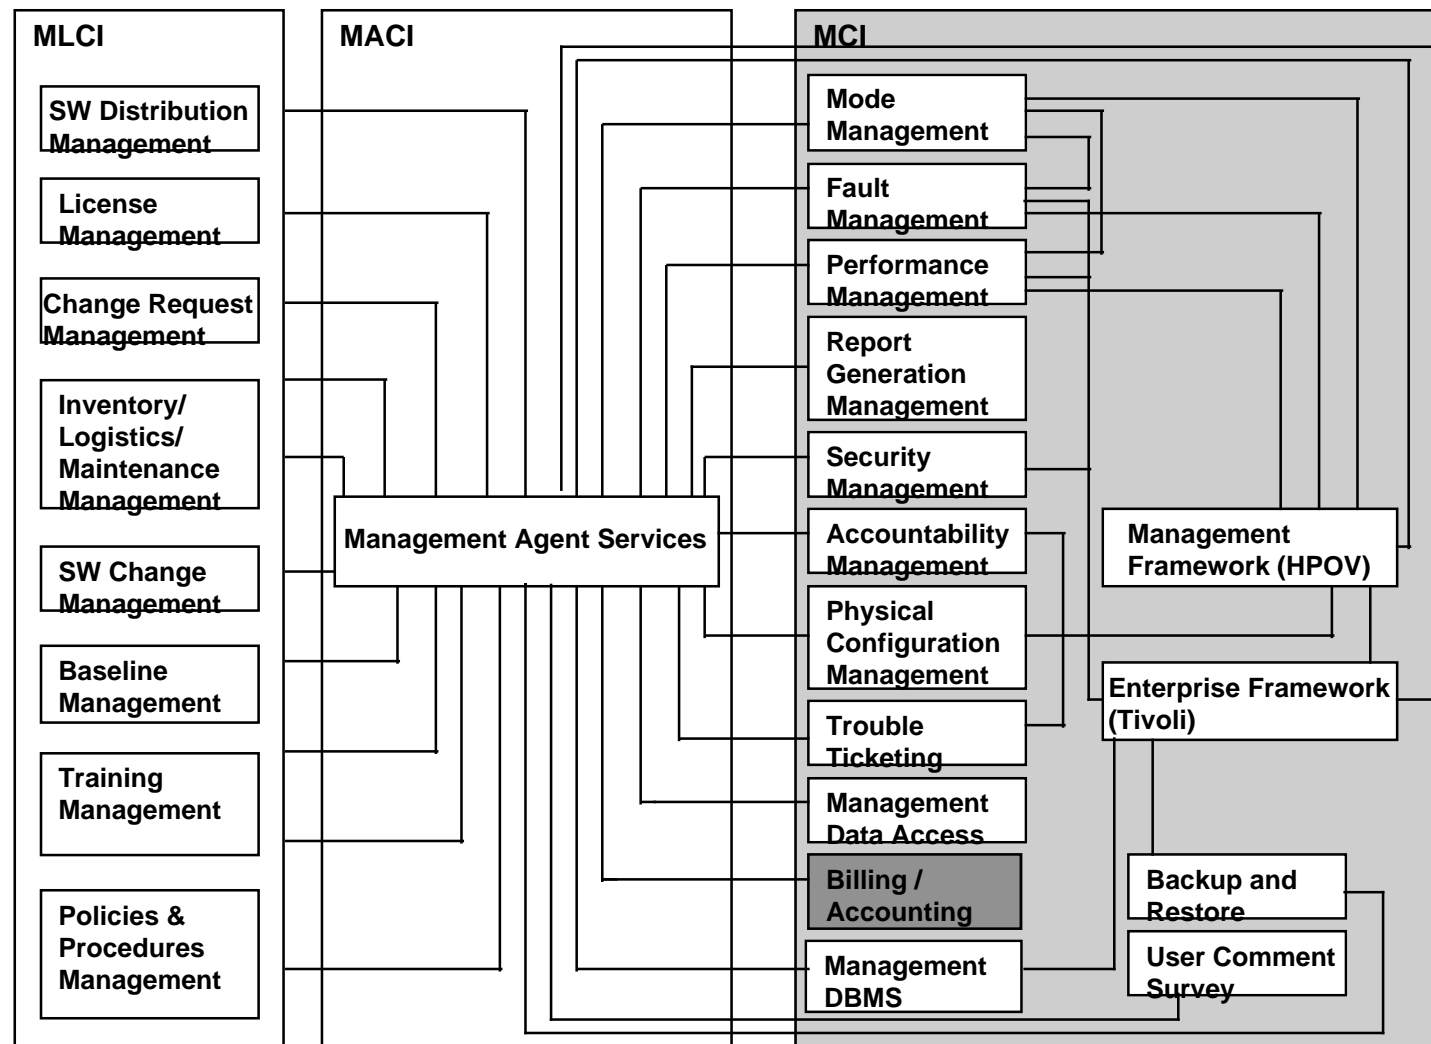 MLCI
SW Distribution
Management
License
Management
Change Request
Management
Inventory/
Logistics/
Maintenance
Management
SW Change
Management
Baseline
Management
Training
Management
Policies &
Procedures
Management
MACI
Management Agent Services
MCI
Mode
Management
Fault
Management
Performance
Management
Report
Generation
Management
Security
Management
Accountability
Management
Physical
Configuration
Management
Trouble
Ticketing
Management
Data Access
Billing /
Accounting
Management
DBMS
Management
Framework (HPOV)
Enterprise Framework
(Tivoli)
Backup and
Restore
User Comment
Survey